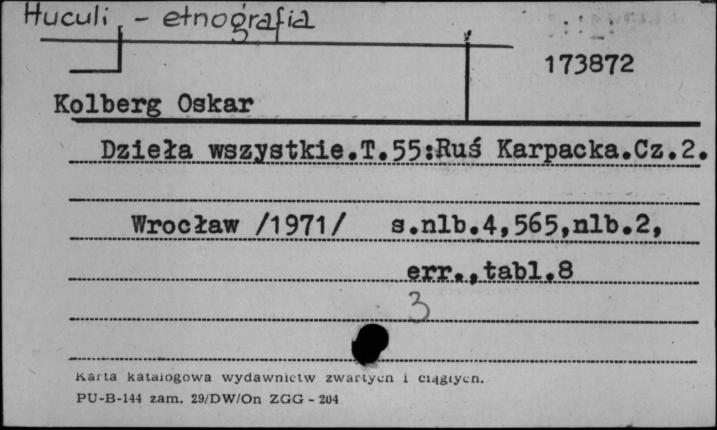 Huculi - etnografia
173872
Kolberg Oskar
Dzieła wszystkie.T.55:Ruś Karpacka.Cz.2.
Wrocław /1971/ s.nlb.4,565,nlb.2,
err.,tabl.8
3
Karta katalogowa wydawnictw zwartych i ciągłych.
PU-B-144 zam. 29/DW/On ZGG - 204